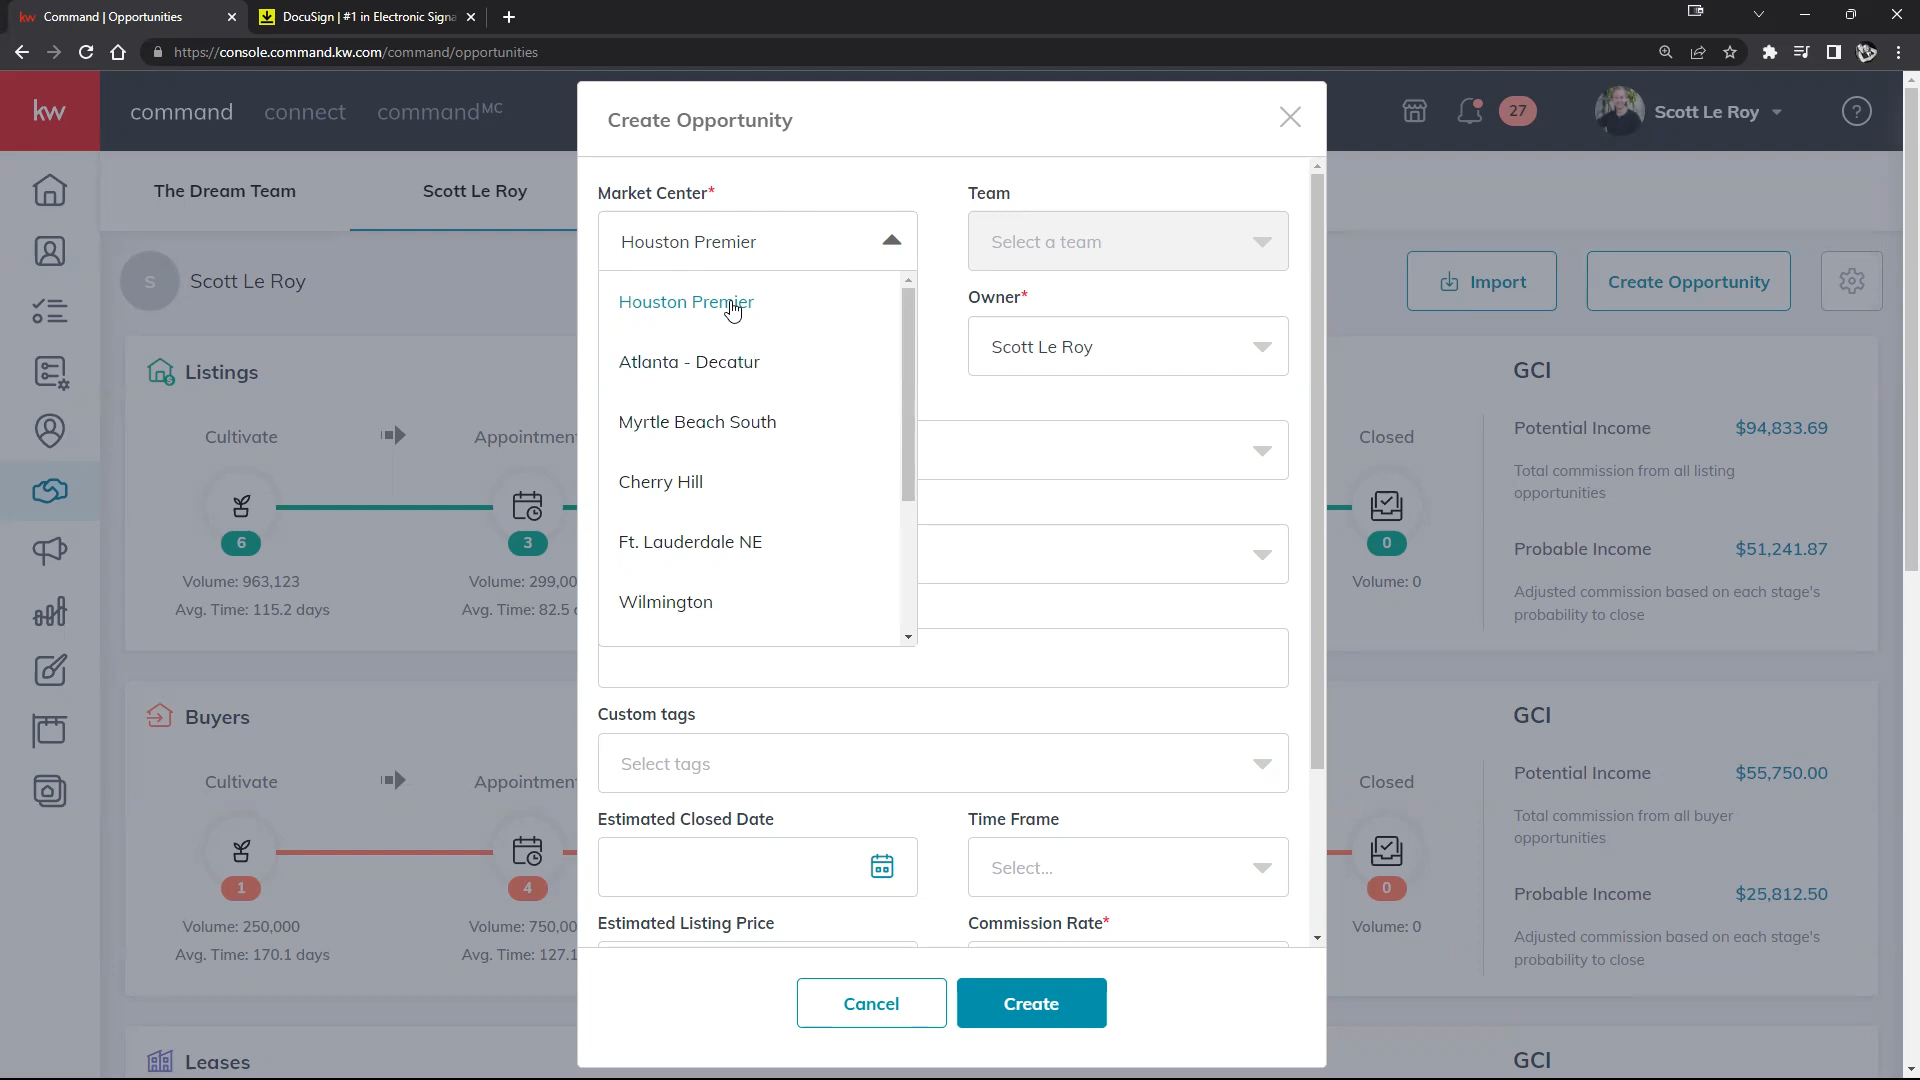 kw Command | Opportunities
DocuSign | #1 in Electronic Signa
https://console.command.kw.com/command/opportunities
kw
command
connect
commandMC
27
Scott Le Roy
?
The Dream Team
Scott Le Roy
S
Scott Le Roy
Import
Create Opportunity
Listings
Cultivate
Appointmen
6
3
Volume: 963,123
Volume: 299,00
Avg. Time: 115.2 days
Avg. Time: 82.5
Closed
0
Volume: 0
GCI
Potential Income
$94,833.69
Total commission from all listing
opportunities
Probable Income
$51,241.87
Adjusted commission based on each stage's
probability to close
Buyers
Cultivate
Appointmen
1
4
Volume: 250,000
Volume: 750,00
Avg. Time: 170.1 days
Avg. Time: 127.1
Closed
0
Volume: 0
GCI
Potential Income
$55,750.00
Total commission from all buyer
opportunities
Probable Income
$25,812.50
Adjusted commission based on each stage's
probability to close
Leases
GCI
Create Opportunity
Market Center*
Team
Houston Premier
Select a team
Houston Premier
Atlanta - Decatur
Myrtle Beach South
Cherry Hill
Ft. Lauderdale NE
Wilmington
Owner*
Scott Le Roy
Custom tags
Select tags
Estimated Closed Date
Time Frame
Select...
Estimated Listing Price
Commission Rate*
Cancel
Create